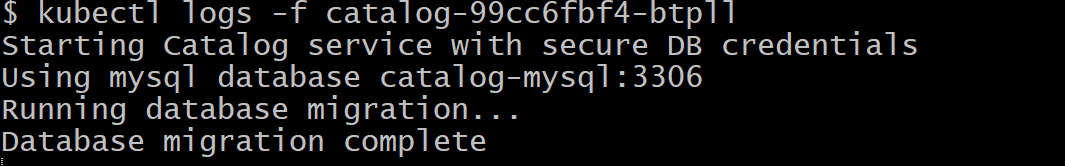 $ kubectl logs -f catalog-99cc6fbf4-btpll
Starting Catalog service with secure DB credentials
Using mysql database catalog-mysql:3306
Running database migration...
Database migration complete